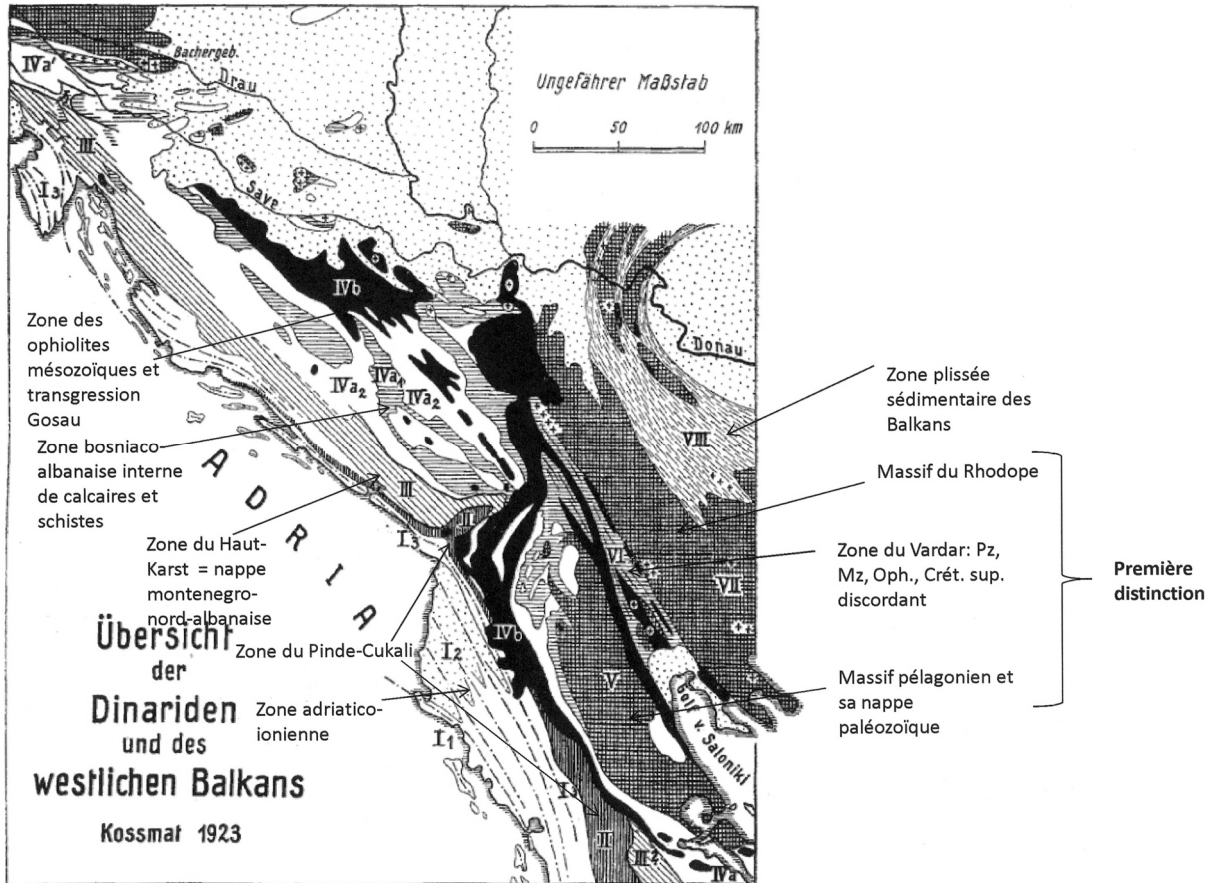 Bachergeb.
IVa'
Drau
Ungefährer Maßstab
0 50 100 km
III
I3
Save
IVb
Donau
Zone des
ophiolites
mésozoïques et
transgression
Gosau
IVa2
IVa2
VIII
Zone plissée
sédimentaire des
Balkans
Zone bosniaco-
albanaise interne
de calcaires et
schistes
Massif du Rhodope
ADRIA
III
II
I3
Zone du Haut-
Karst = nappe
montenegro-
nord-albanaise
VI
VII
Zone du Vardar: Pz,
Mz, Oph., Crét. sup.
discordant
Première
distinction
Übersicht
der
Dinariden
und des
westlichen Balkans
Kossmat 1923
Zone du Pinde-Cukali
IVb
I2
V
Massif pélagonien et
sa nappe
paléozoïque
Zone adriatico-
ionienne
I1
Golf v. Saloniki
II
III?
IVa